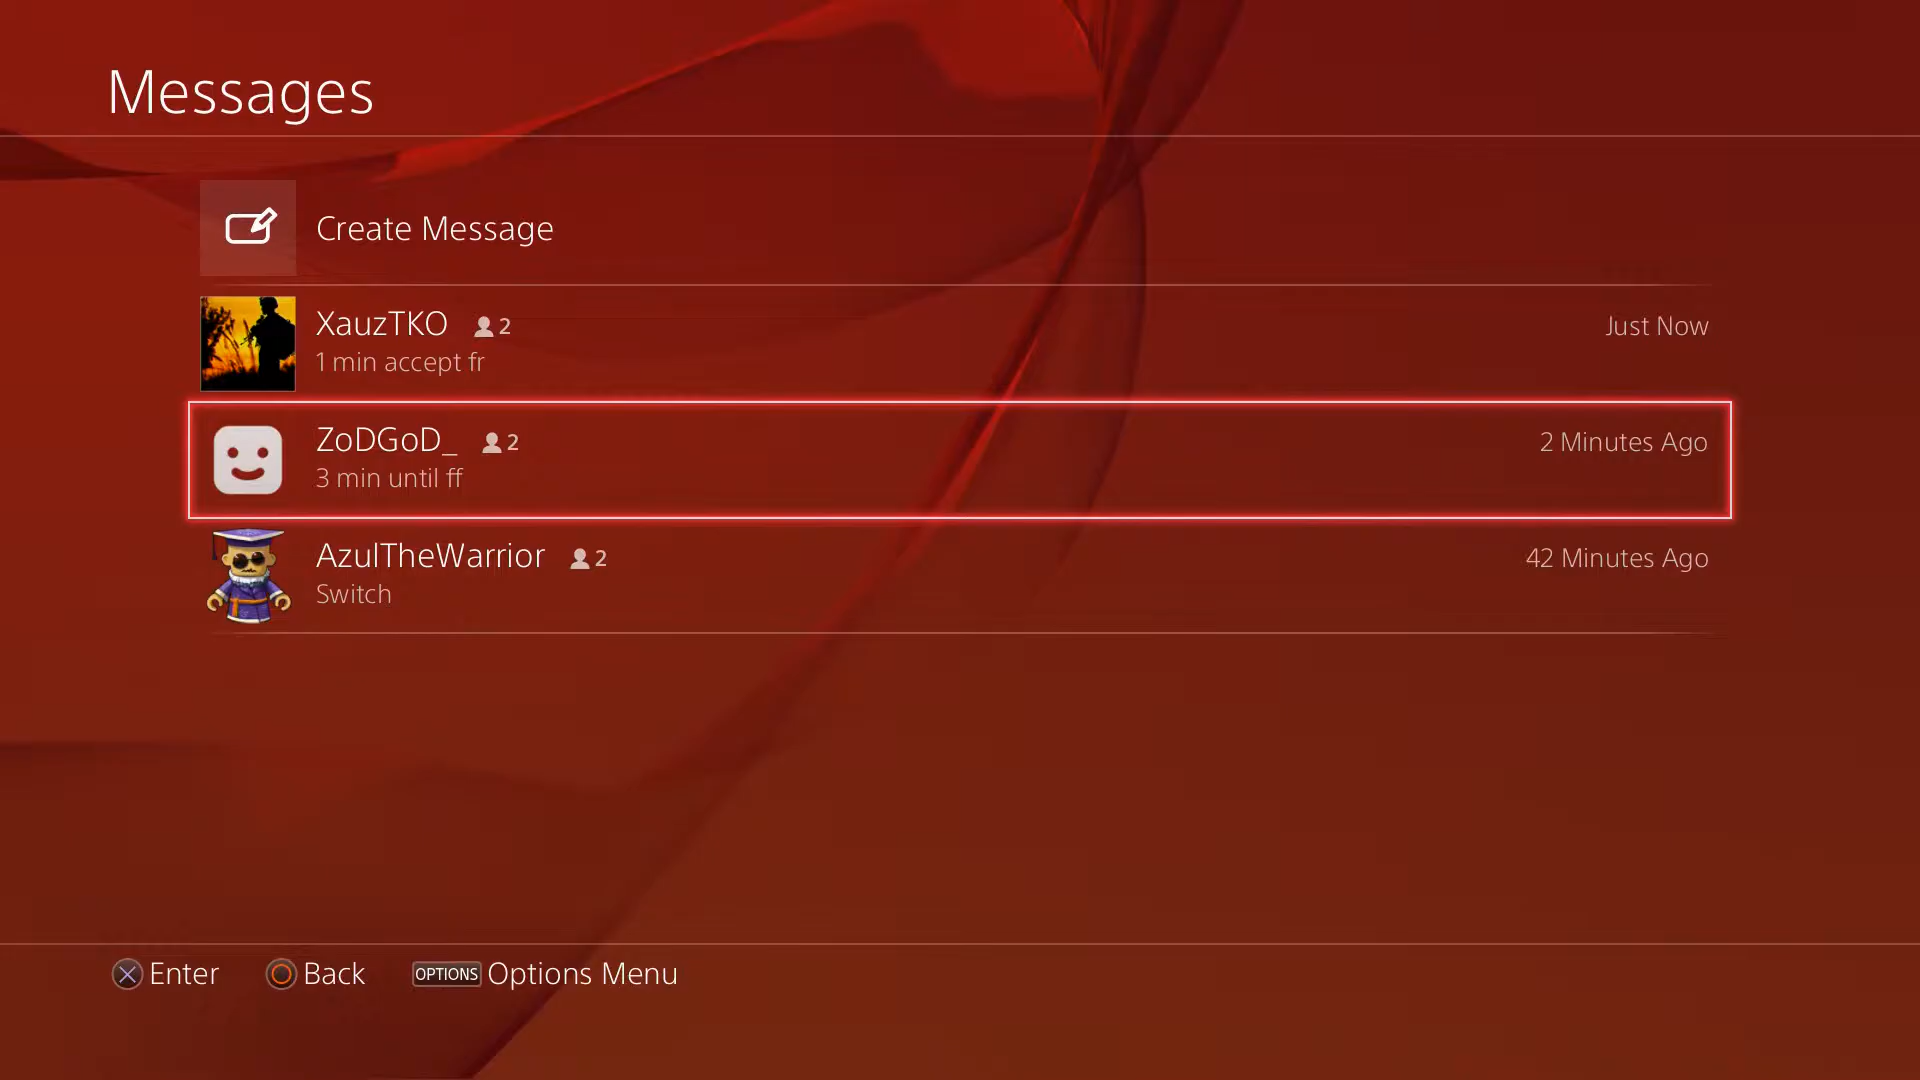 Messages
Create Message
XauzTKO 2 Just Now
1 min accept fr
ZoDGoD_ 2 2 Minutes Ago
3 min until ff
AzulTheWarrior 2 42 Minutes Ago
Switch
Enter Back OPTIONS Options Menu